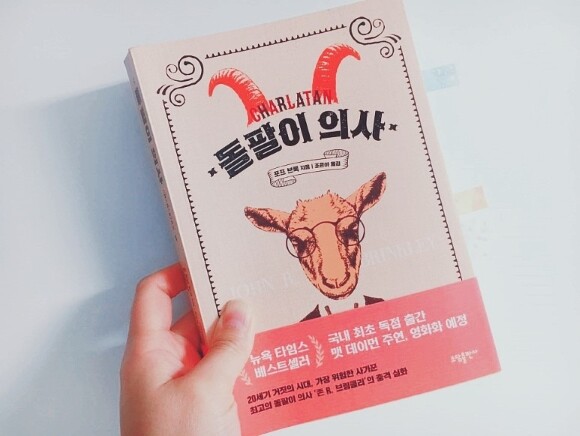 CHARLATAN
돌팔이 의사
포프 브록 지음 | 조은아 옮김
JOHN R. BRINKLEY
뉴욕 타임스
베스트셀러
국내 최초 독점 출간
맷 데이먼 주연, 영화화 예정
20세기 거짓의 시대, 가장 위험한 사기꾼
최고의 돌팔이 의사 '존 R. 브링클리'의 충격 실화